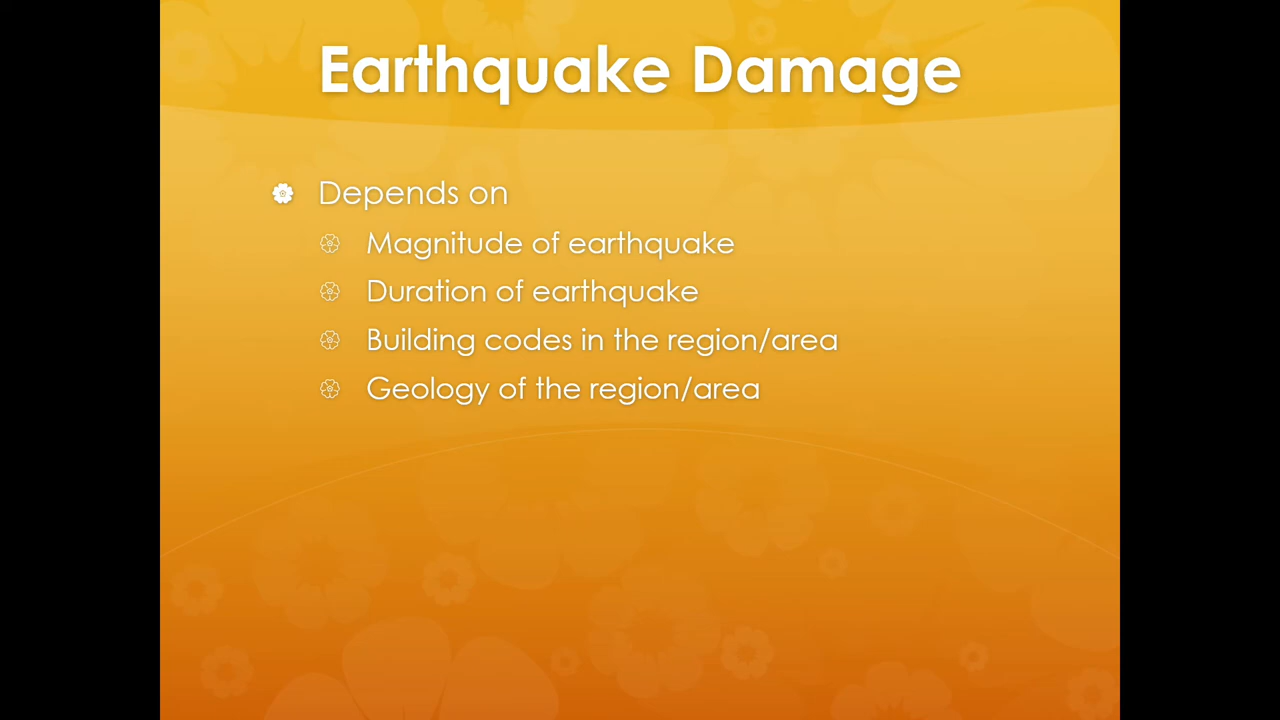 Earthquake Damage
Depends on
Magnitude of earthquake
Duration of earthquake
Building codes in the region/area
Geology of the region/area